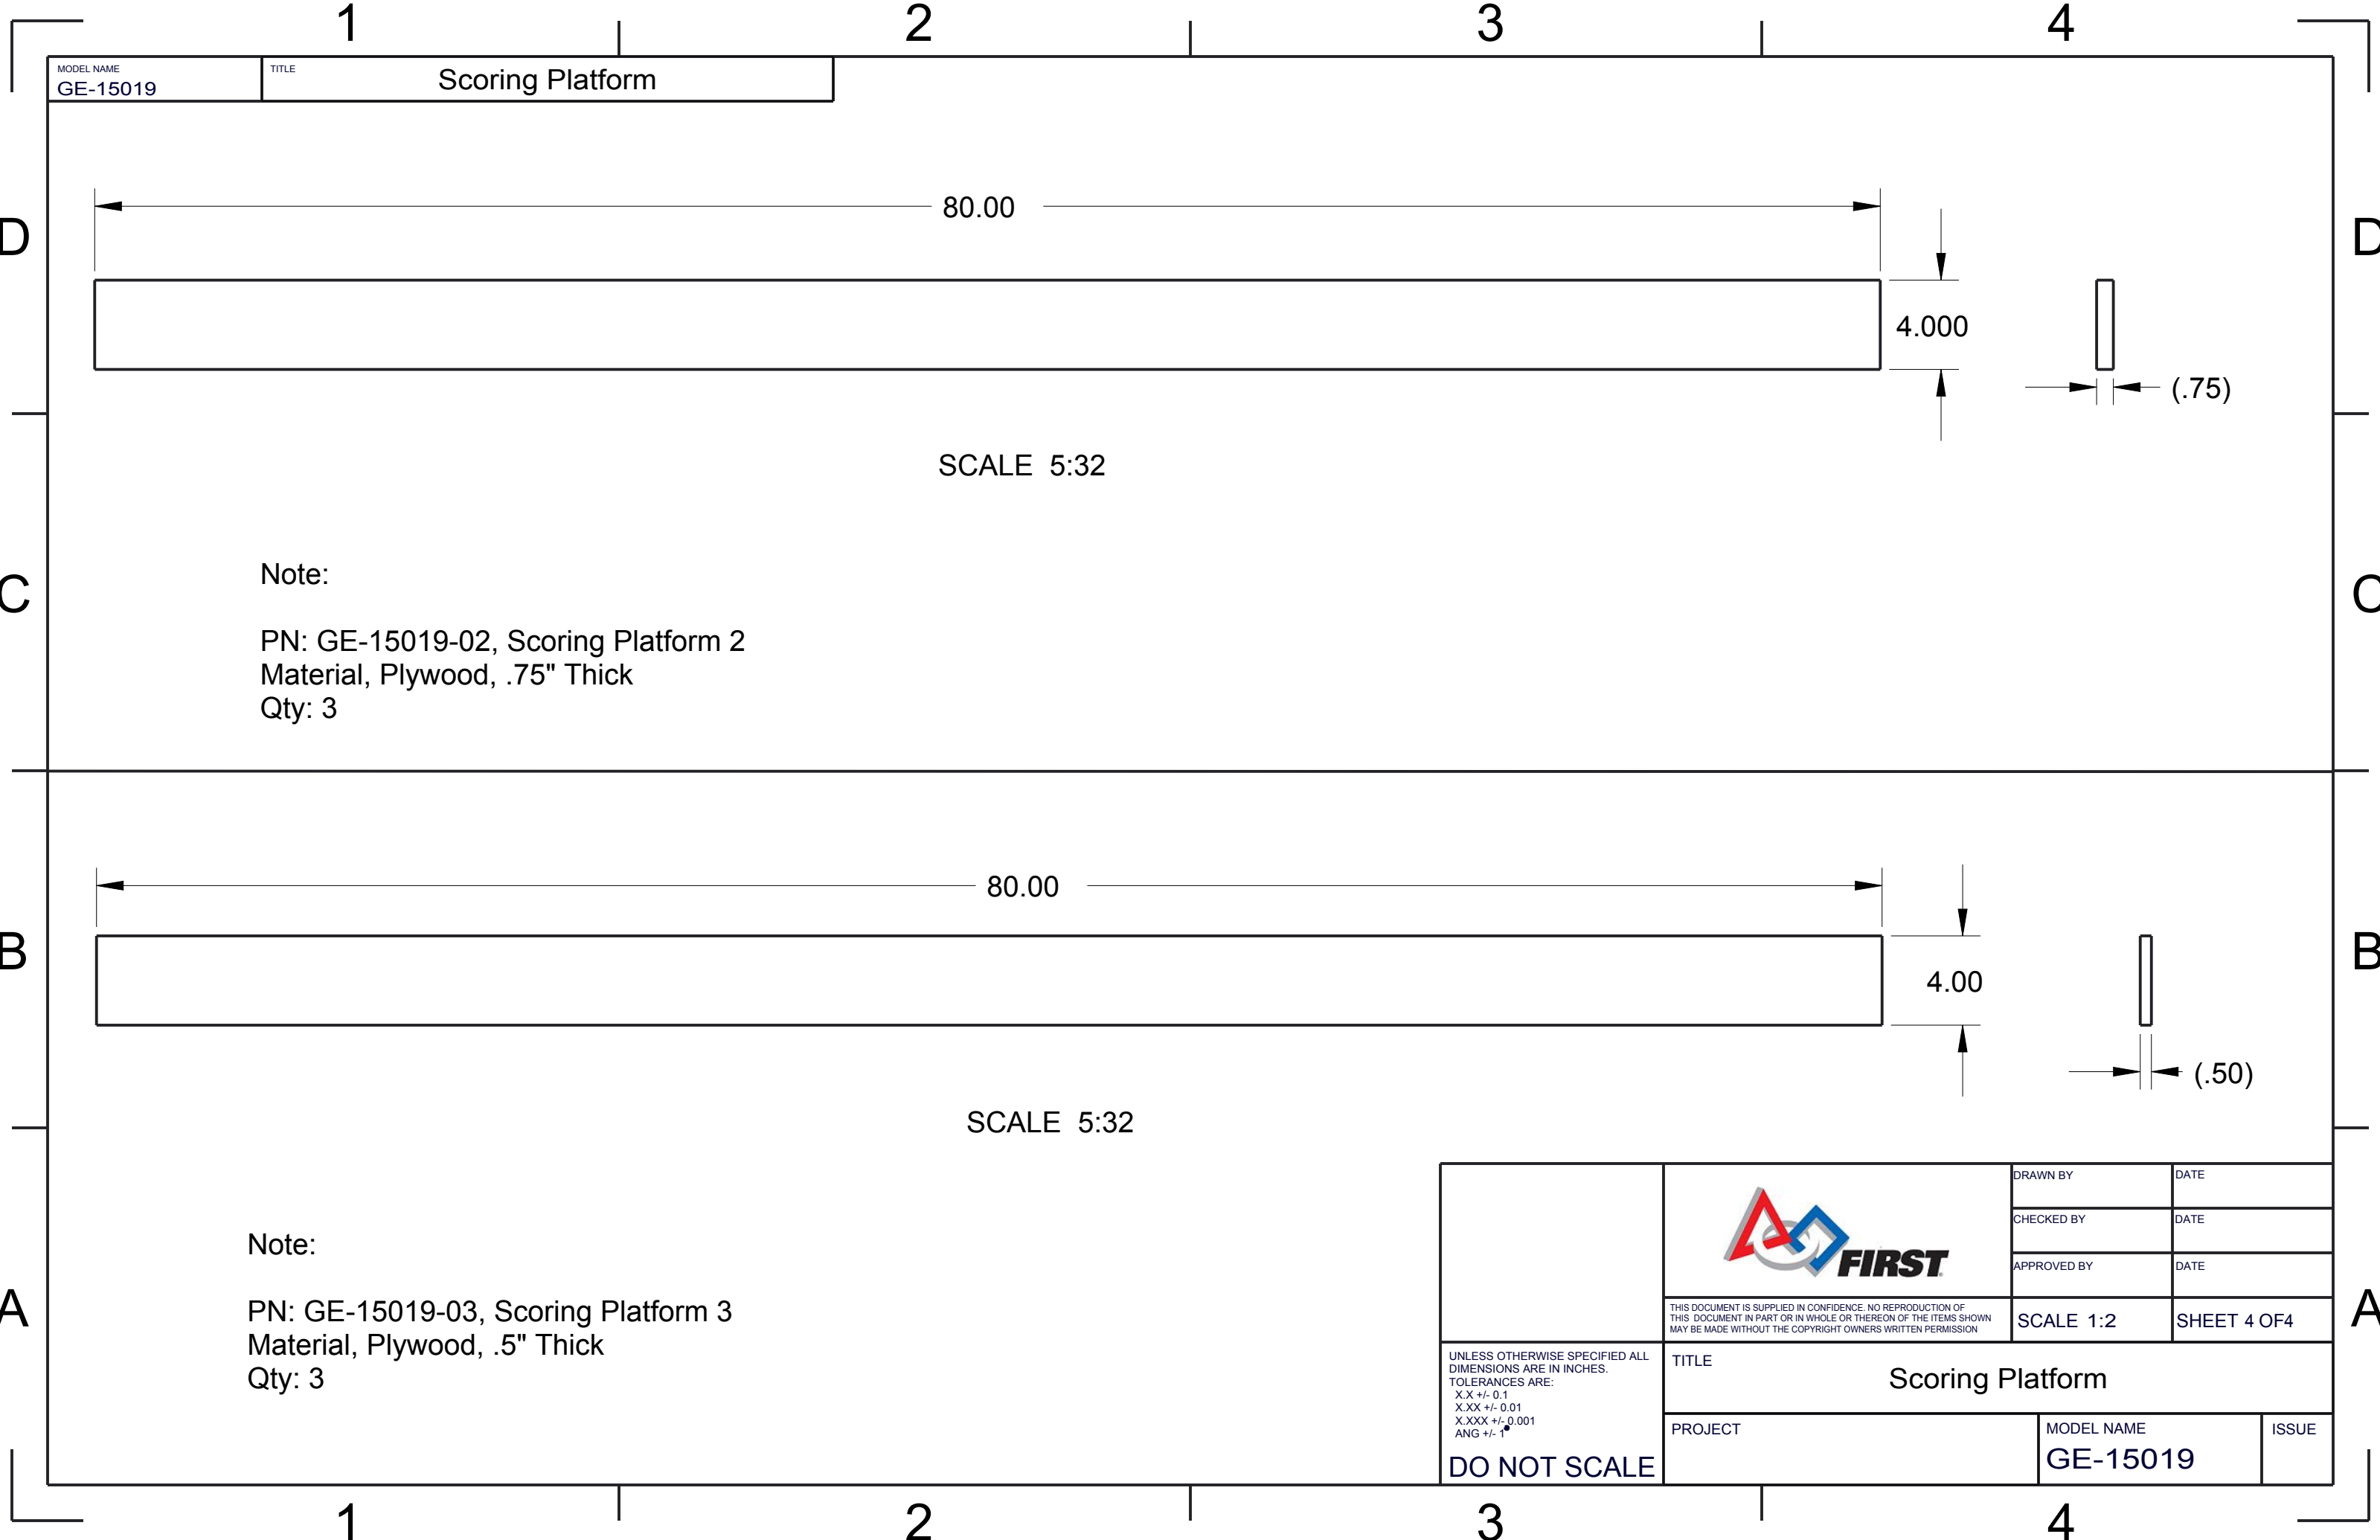 1 2 3 4
MODEL NAME
GE-15019
TITLE
Scoring Platform
D D
80.00
4.000
(.75)
SCALE 5:32
C C
Note:
PN: GE-15019-02, Scoring Platform 2
Material, Plywood, .75" Thick
Qty: 3
80.00
B B
4.00
(.50)
SCALE 5:32
Note:
PN: GE-15019-03, Scoring Platform 3
Material, Plywood, .5" Thick
Qty: 3
A A
FIRST
DRAWN BY
DATE
CHECKED BY
DATE
APPROVED BY
DATE
THIS DOCUMENT IS SUPPLIED IN CONFIDENCE. NO REPRODUCTION OF
THIS DOCUMENT IN PART OR IN WHOLE OR THEREON OF THE ITEMS SHOWN
MAY BE MADE WITHOUT THE COPYRIGHT OWNERS WRITTEN PERMISSION
SCALE 1:2
SHEET 4 OF4
UNLESS OTHERWISE SPECIFIED ALL
DIMENSIONS ARE IN INCHES.
TOLERANCES ARE:
X.X +/- 0.1
X.XX +/- 0.01
X.XXX +/- 0.001
ANG +/- 1°
DO NOT SCALE
TITLE
Scoring Platform
PROJECT
MODEL NAME
GE-15019
ISSUE
1 2 3 4